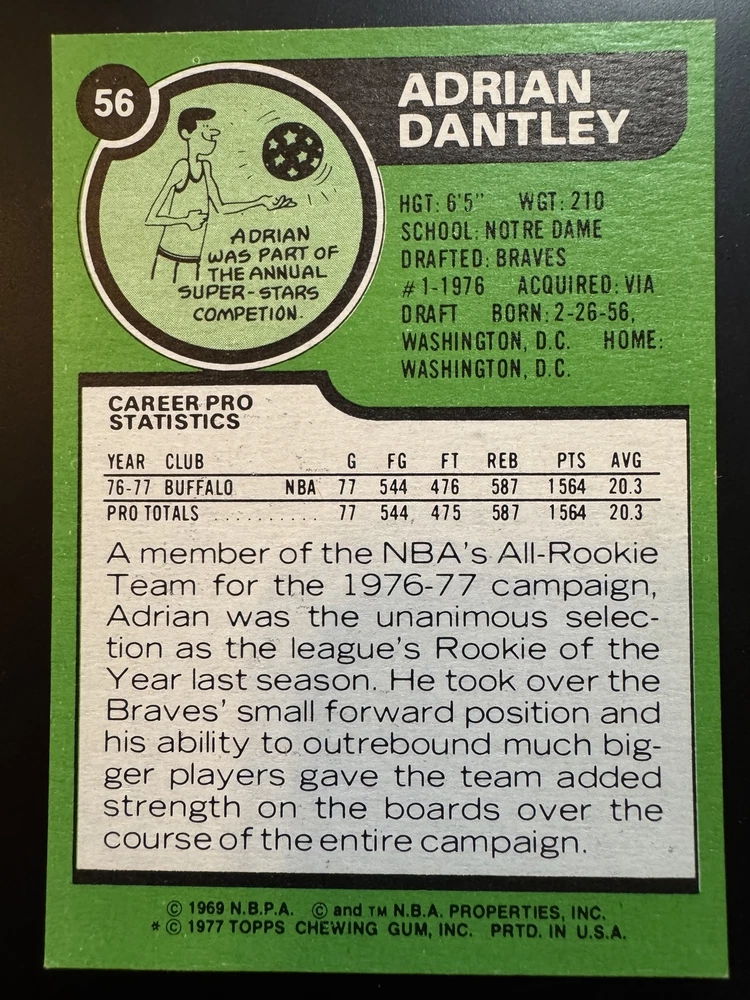 56
ADRIAN
DANTLEY
ADRIAN
WAS PART OF
THE ANNUAL
SUPER-STARS
COMPETION.
HGT: 6'5" WGT: 210
SCHOOL: NOTRE DAME
DRAFTED: BRAVES
#1-1976 ACQUIRED: VIA
DRAFT BORN: 2-26-56,
WASHINGTON, D.C. HOME:
WASHINGTON, D.C.
CAREER PRO
STATISTICS
YEAR CLUB G FG FT REB PTS AVG
76-77 BUFFALO NBA 77 544 476 587 1564 20.3
PRO TOTALS .......... 77 544 475 587 1564 20.3
A member of the NBA's All-Rookie
Team for the 1976-77 campaign,
Adrian was the unanimous selec-
tion as the league's Rookie of the
Year last season. He took over the
Braves' small forward position and
his ability to outrebound much big-
ger players gave the team added
strength on the boards over the
course of the entire campaign.
© 1969 N.B.P.A. © and TM N.B.A. PROPERTIES, INC.
* © 1977 TOPPS CHEWING GUM, INC. PRTD. IN U.S.A.